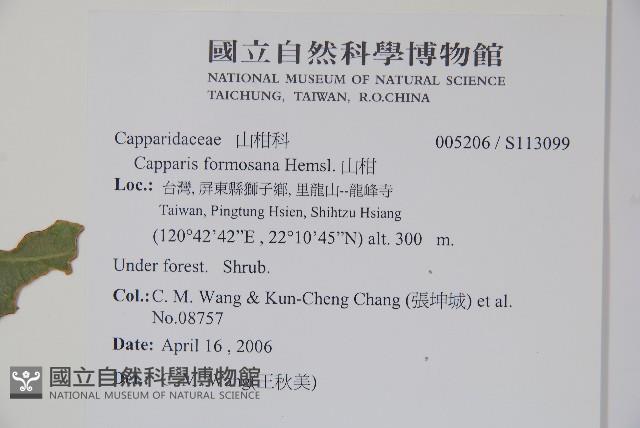 國立自然科學博物館
NATIONAL MUSEUM OF NATURAL SCIENCE
TAICHUNG, TAIWAN, R.O.CHINA
Capparidaceae 山柑科 005206 / S113099
Capparis formosana Hemsl. 山柑
Loc.: 台灣, 屏東縣獅子鄉, 里龍山--龍峰寺
Taiwan, Pingtung Hsien, Shihtzu Hsiang
(120°42'42”E , 22°10'45”N) alt. 300 m.
Under forest. Shrub.
Col.: C. M. Wang & Kun-Cheng Chang (張坤城) et al.
No.08757
Date: April 16 , 2006
Wang(王秋美)
國立自然科學博物館
NATIONAL MUSEUM OF NATURAL SCIENCE